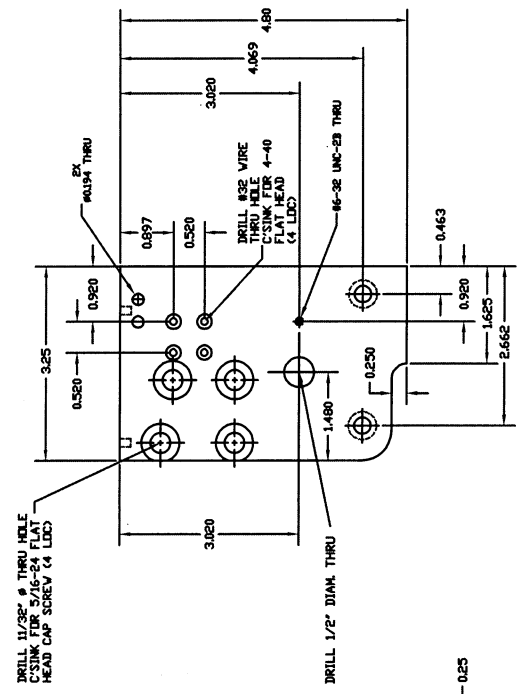 4.80
4.069
3.020
2X
ø0.194 THRU
0.897
0.520
DRILL #32 WIRE
THRU HOLE
C'SINK FOR 4-40
FLAT HEAD
(4 LOC)
#6-32 UNC-2B THRU
0.920
3.25
0.520
0.463
0.920
1.625
2.662
0.250
1.480
3.020
DRILL 11/32" ø THRU HOLE
C'SINK FOR 5/16-24 FLAT
HEAD CAP SCREW (4 LOC)
DRILL 1/2" DIAM. THRU
0.25